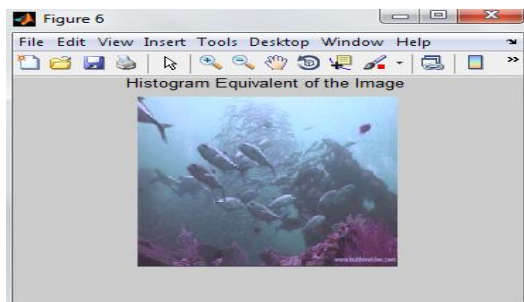 Figure 6
File Edit View Insert Tools Desktop Window Help
Histogram Equivalent of the Image